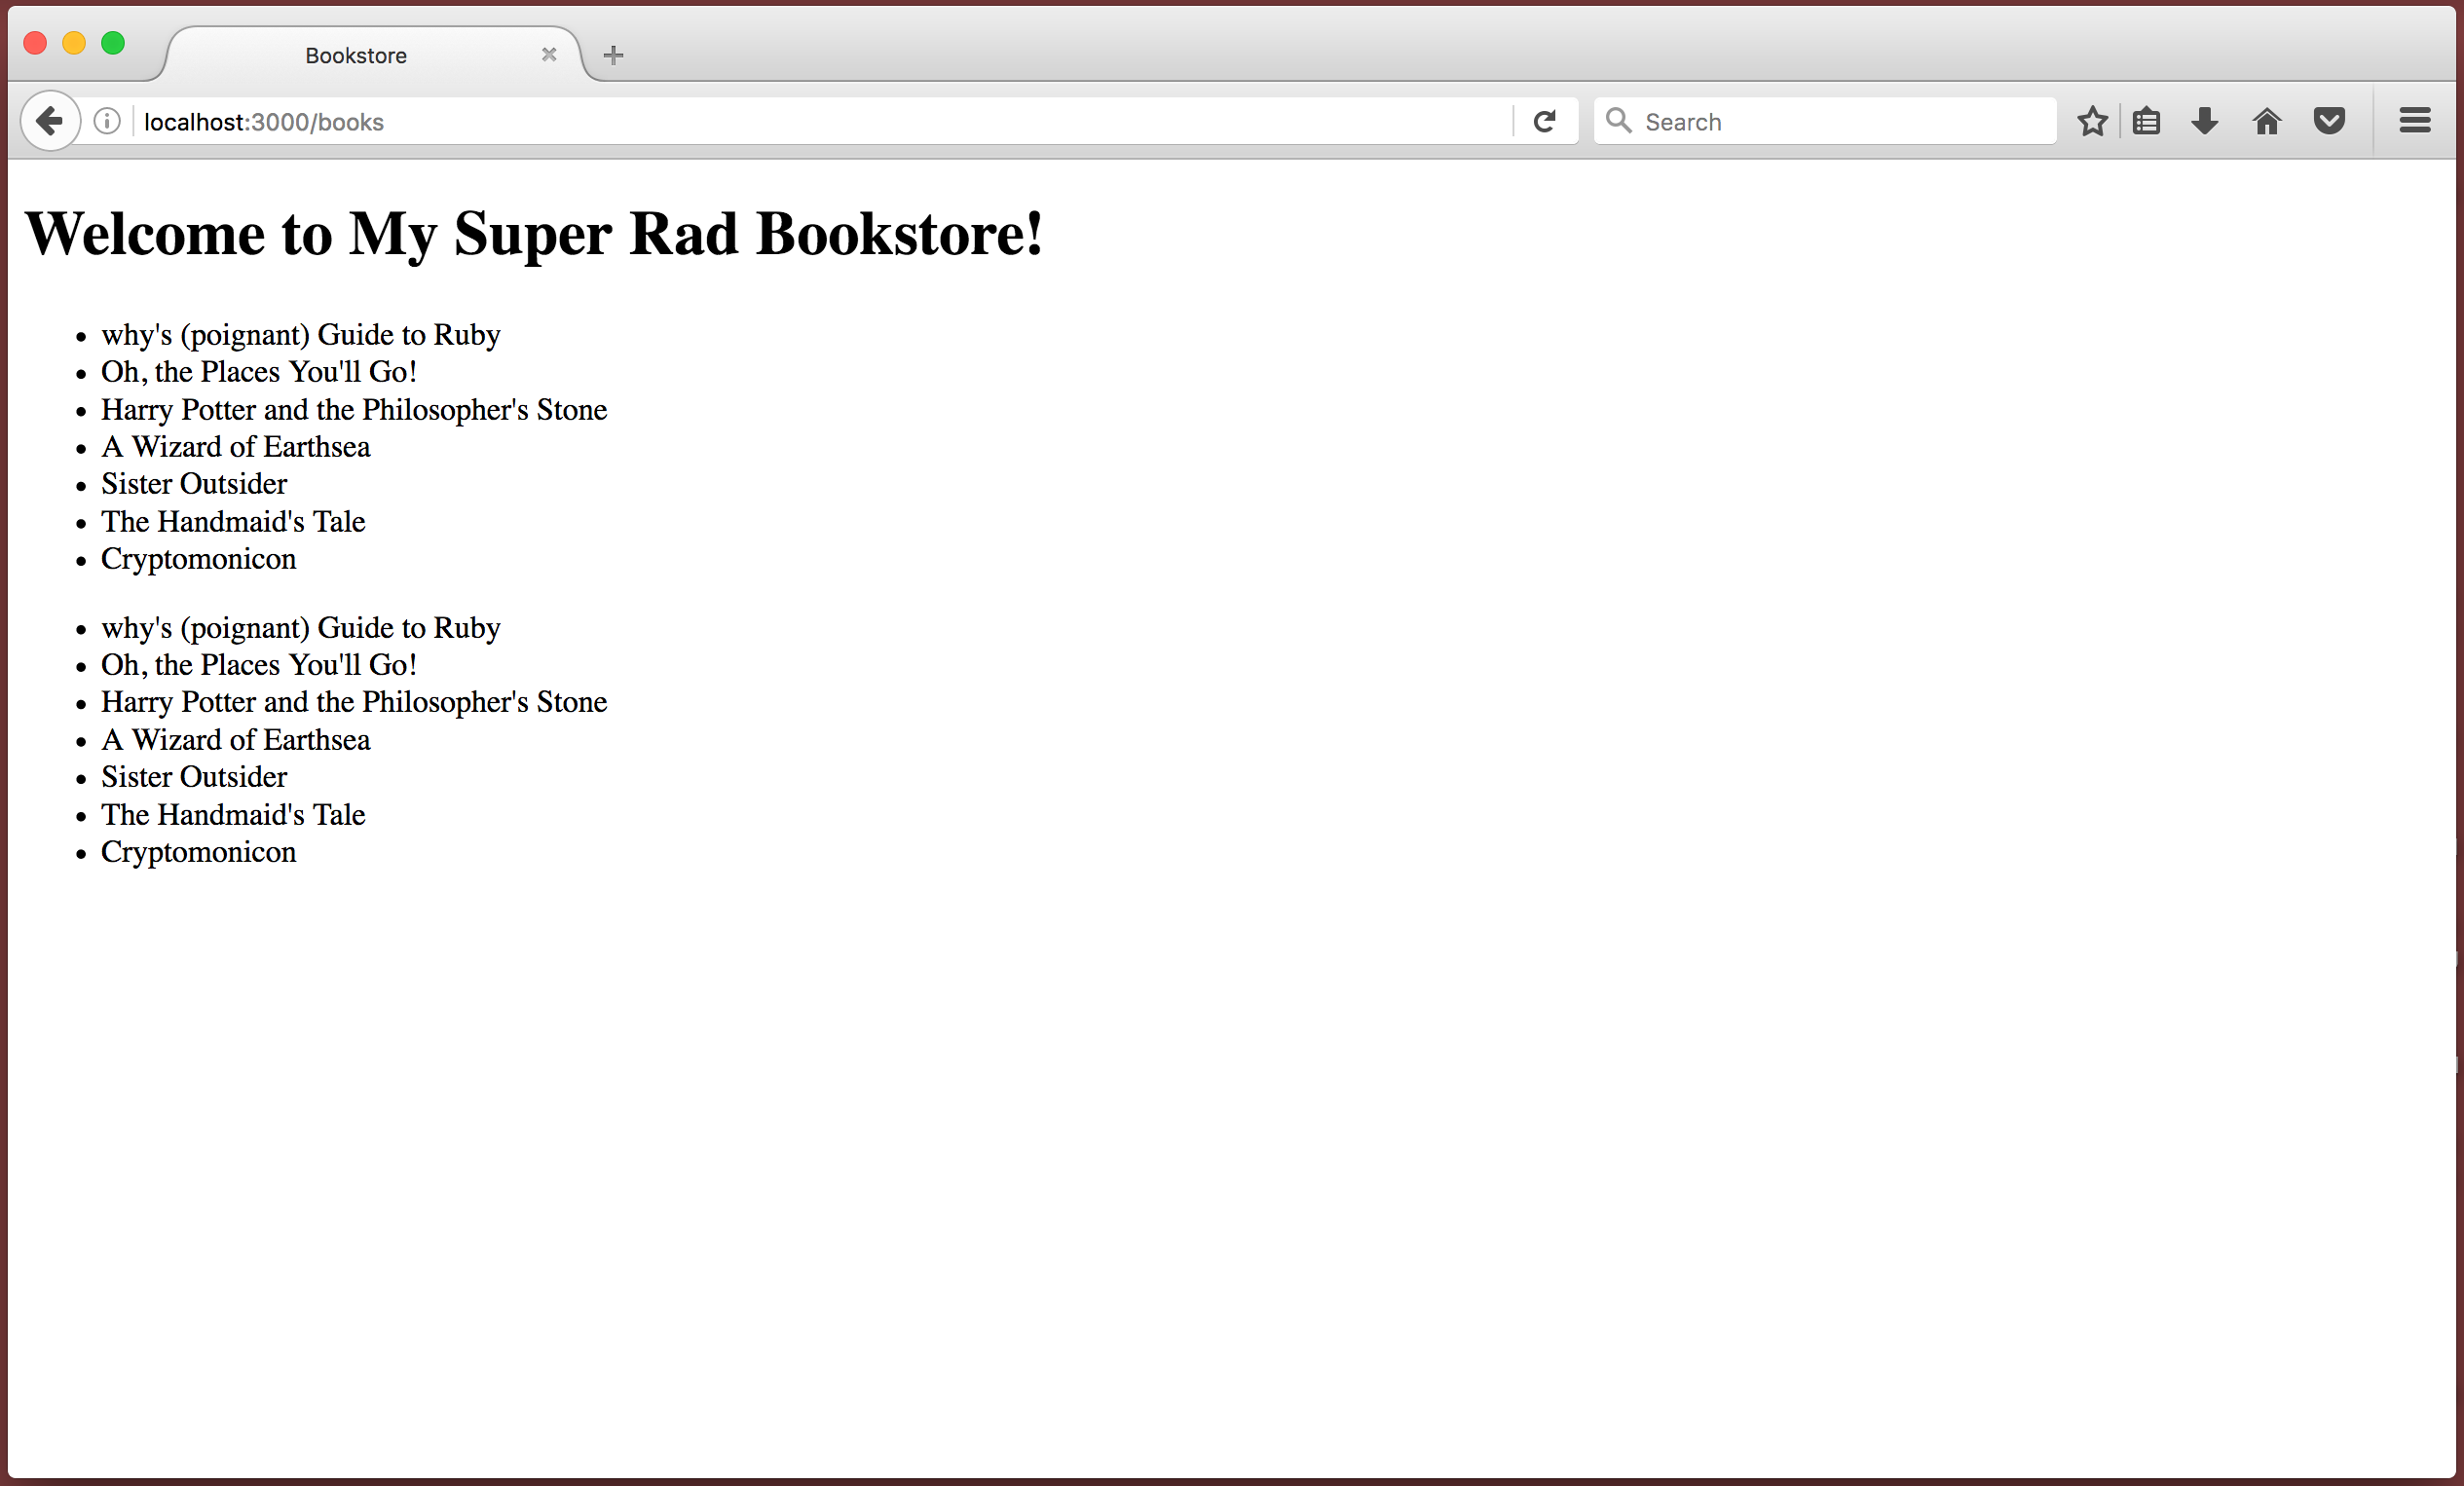 Bookstore
localhost:3000/books
Search
Welcome to My Super Rad Bookstore!
why's (poignant) Guide to Ruby
Oh, the Places You'll Go!
Harry Potter and the Philosopher's Stone
A Wizard of Earthsea
Sister Outsider
The Handmaid's Tale
Cryptomonicon
why's (poignant) Guide to Ruby
Oh, the Places You'll Go!
Harry Potter and the Philosopher's Stone
A Wizard of Earthsea
Sister Outsider
The Handmaid's Tale
Cryptomonicon